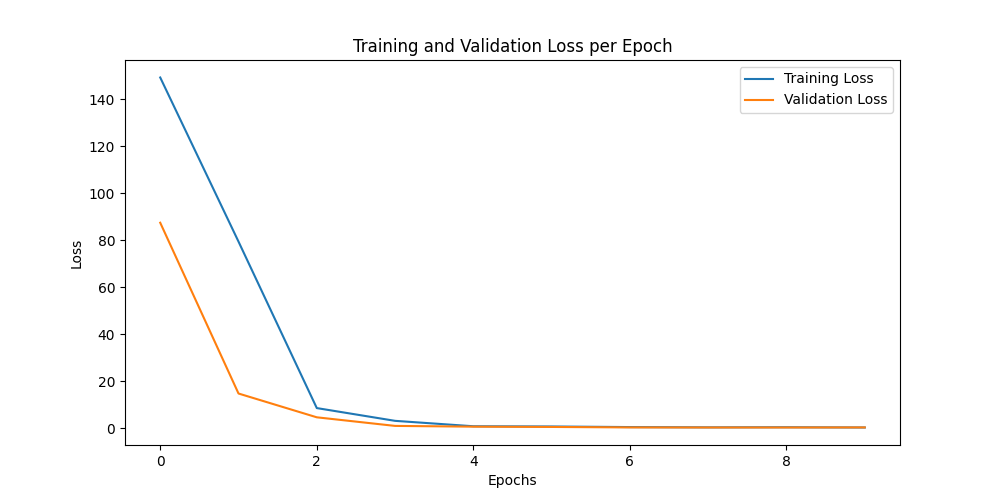 Training and Validation Loss per Epoch
Training Loss
Validation Loss
140
120
100
80
60
40
20
0
Loss
0 2 4 6 8
Epochs